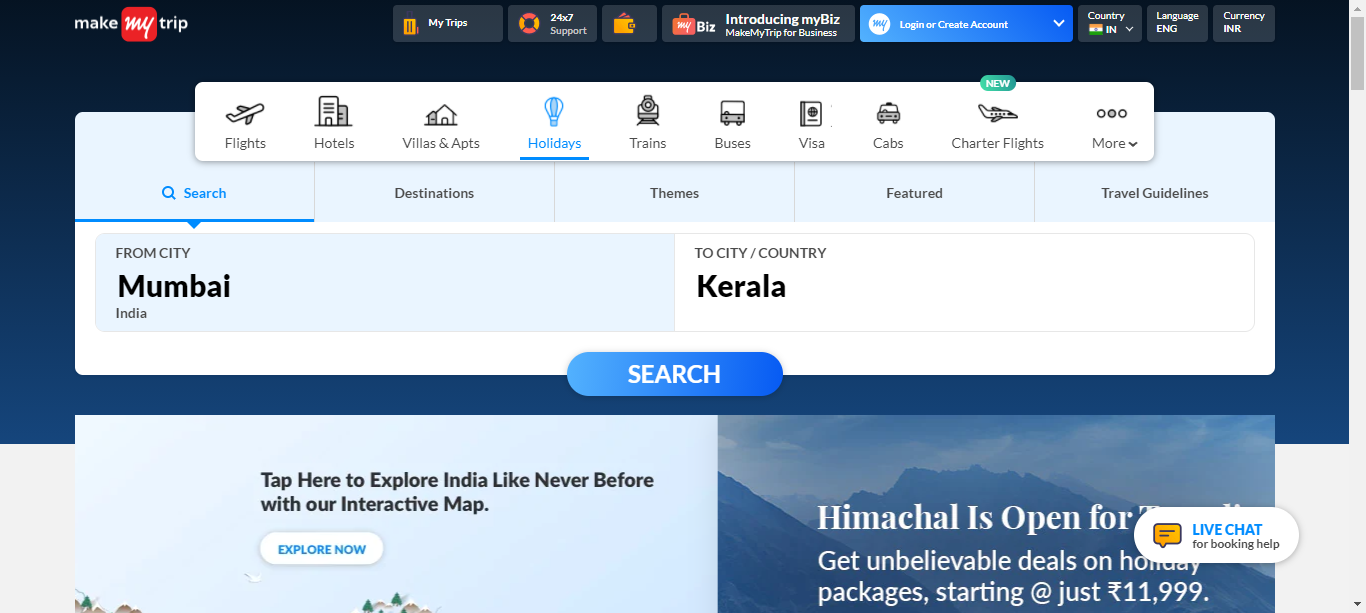 make my trip
My Trips
24x7
Support
my Biz
Introducing myBiz
MakeMyTrip for Business
my
Login or Create Account
Country
IN
Language
ENG
Currency
INR
NEW
Flights
Hotels
Villas & Apts
Holidays
Trains
Buses
Visa
Cabs
Charter Flights
More
Search
Destinations
Themes
Featured
Travel Guidelines
FROM CITY
Mumbai
India
TO CITY / COUNTRY
Kerala
SEARCH
Tap Here to Explore India Like Never Before
with our Interactive Map.
EXPLORE NOW
Himachal Is Open for
Get unbelievable deals on holiday
packages, starting @ just ₹11,999.
LIVE CHAT
for booking help